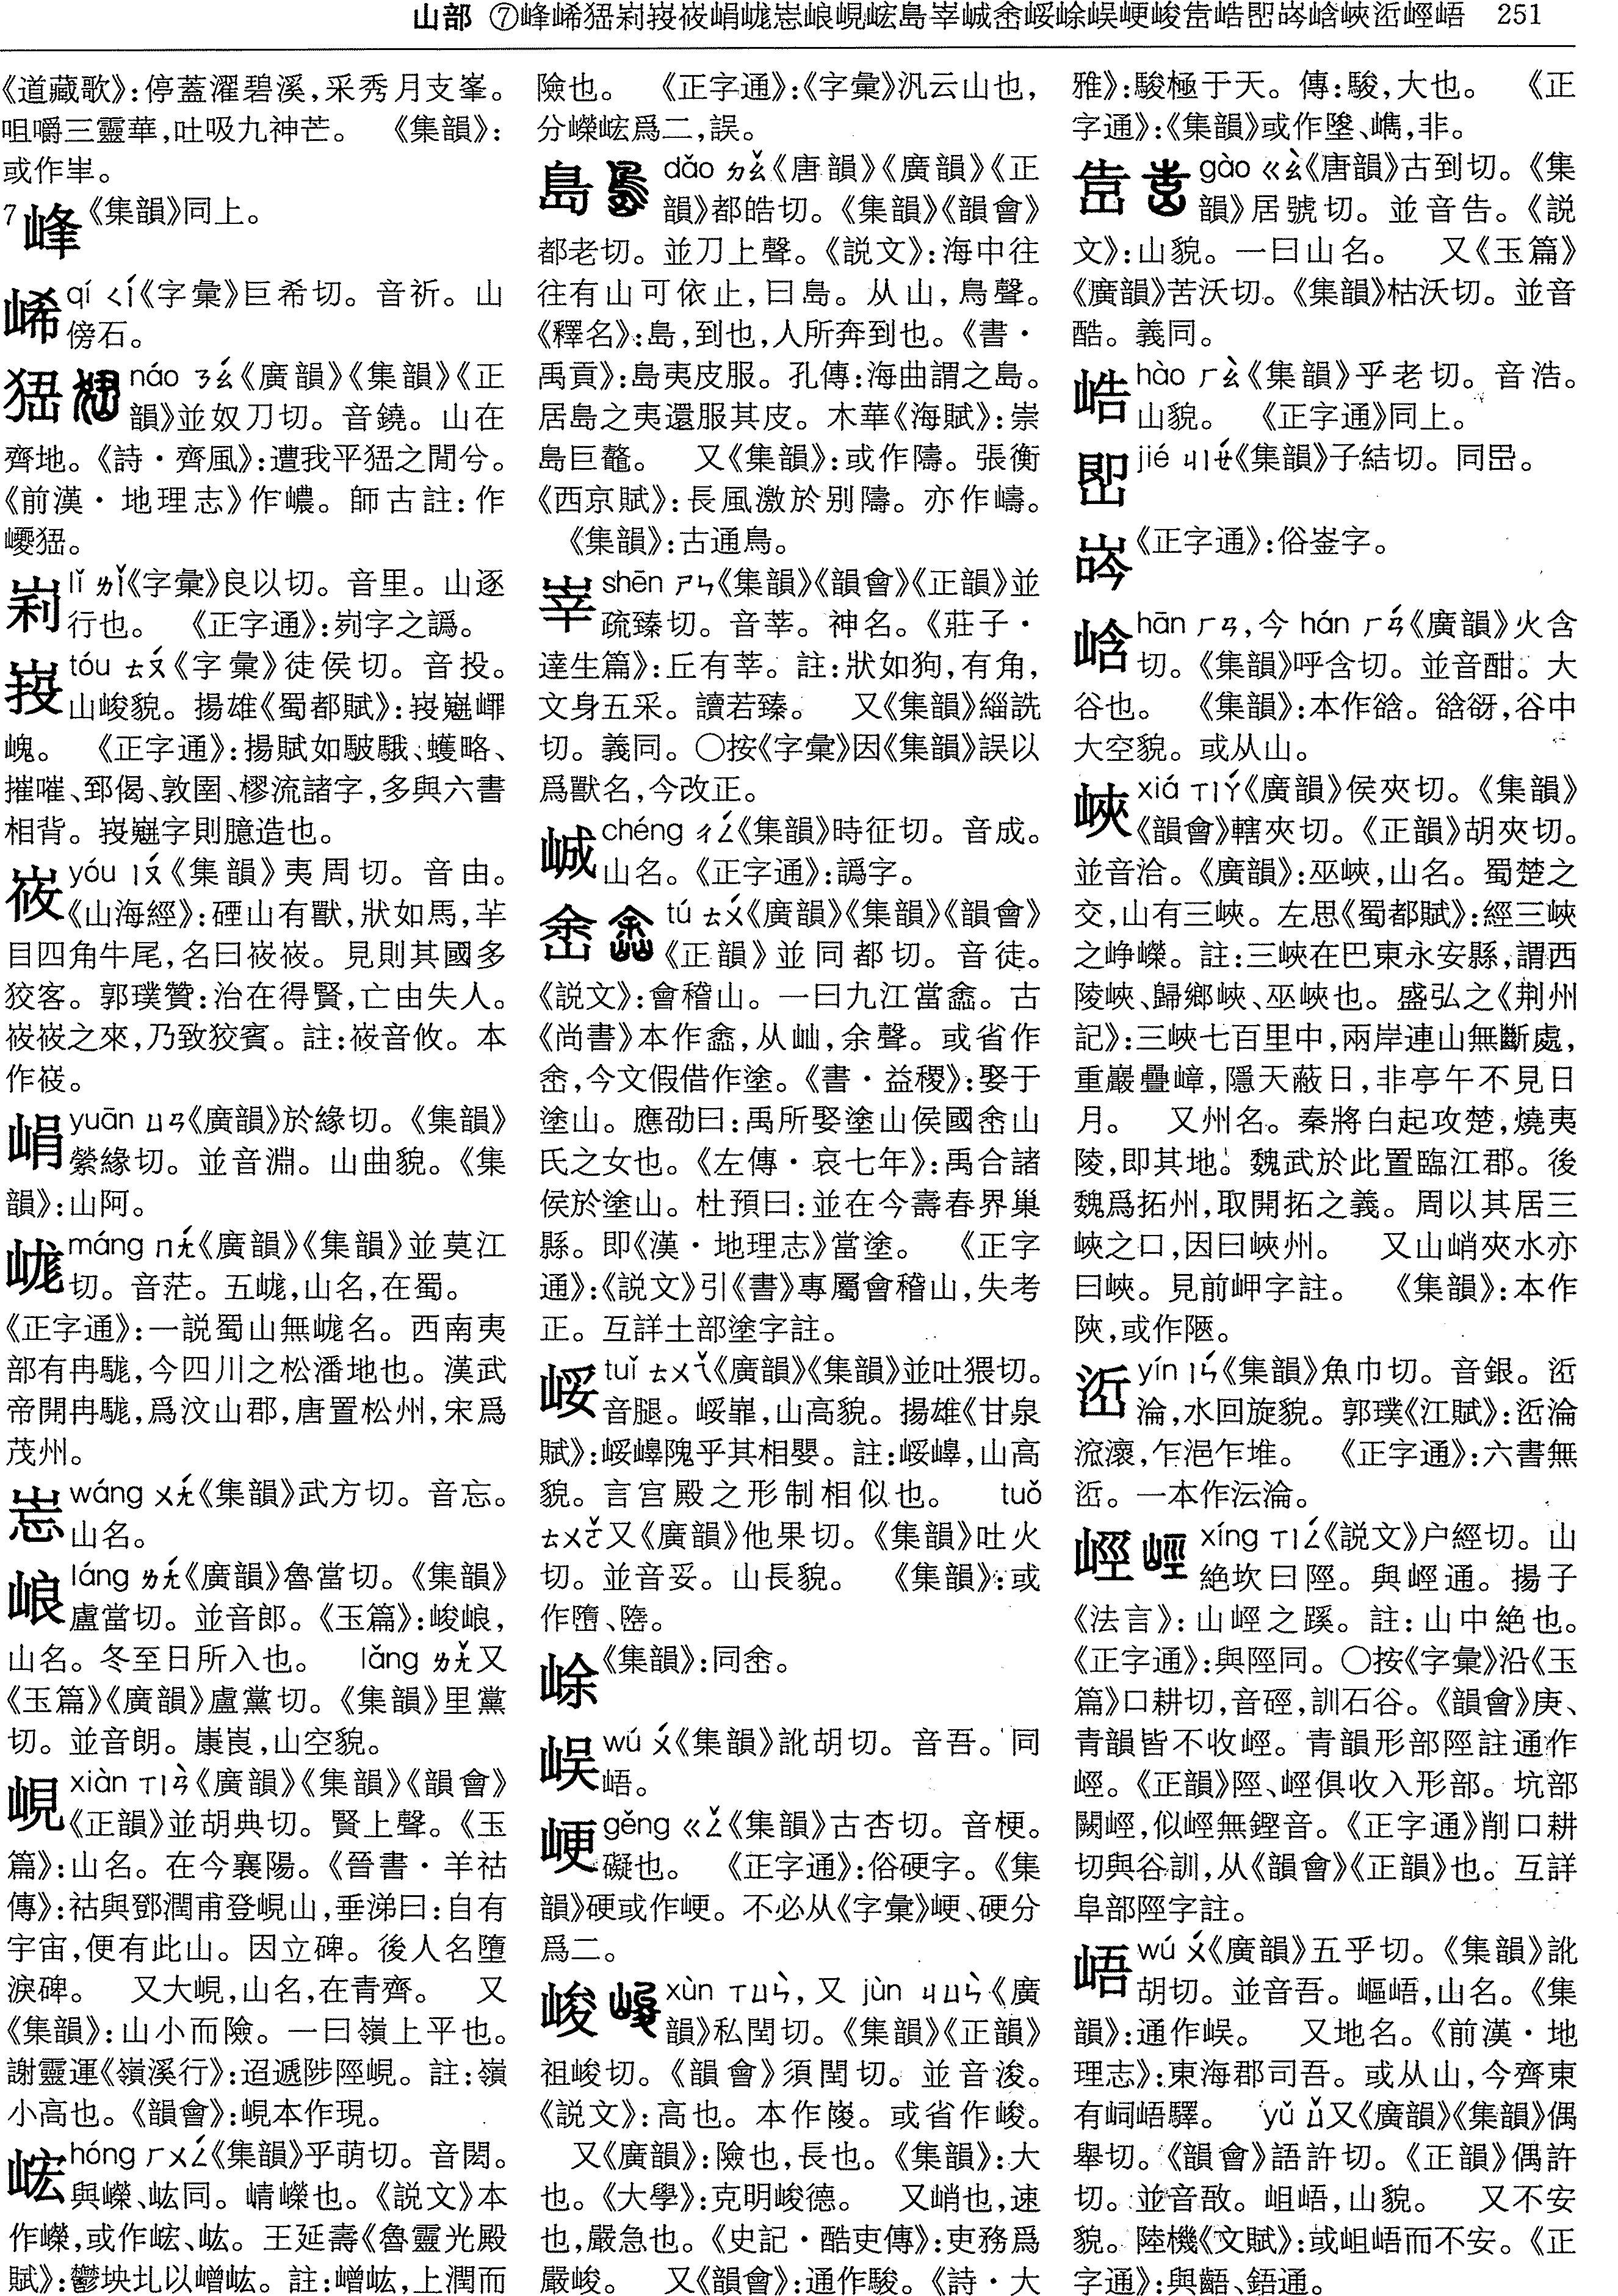 山部 ⑦峰崤峱峲𡷗峳峭峣𡷫峎峴峵島峷峸嵞崾峹峿峺峻峼峼𡷟㟥峆峽𡶾峌峿 251
《道藏歌》:停蓋濯碧溪,采秀月支峯。
咀嚼三靈華,吐吸九神芒。 《集韻》:
或作峷。
7峰《集韻》同上。
qí ㄑㄧˊ《字彙》巨希切。音祈。山
傍石。
峱 náo ㄋㄠˊ《廣韻》《集韻》《正
韻》並奴刀切。音鐃。山在
齊地。《詩・齊風》:遭我平峱之閒兮。
《前漢・地理志》作巙。師古註:作
巙峱。
峲 lǐ ㄌㄧˇ《字彙》良以切。音里。山逐
行也。 《正字通》:峛字之譌。
tóu ㄊㄡˊ《字彙》徒侯切。音投。
山峻貌。揚雄《蜀都賦》:
嵬。 《正字通》:揚賦如駊騀、蠖略、
摧嗺、郅偈、敦圉、樛流諸字,多與六書
相背。字則臆造也。
峳 yóu ㄧㄡˊ《集韻》夷周切。音由。
《山海經》:硜山有獸,狀如馬,羊
目四角牛尾,名曰峳峳。見則其國多
狡客。郭璞贊:治在得賢,亡由失人。
峳峳之來,乃致狡賓。註:峳音攸。本
作䒡。
yuān ㄩㄢ《廣韻》於緣切。《集韻》
縈緣切。並音淵。山曲貌。《集
韻》:山阿。
máng ㄇㄤˊ《廣韻》《集韻》並莫江
切。音茫。五,山名,在蜀。
《正字通》:一説蜀山無名。西南夷
部有冉駹,今四川之松潘地也。漢武
帝開冉駹,爲汶山郡,唐置松州,宋爲
茂州。
wáng ㄨㄤˊ《集韻》武方切。音忘。
山名。
峎 láng ㄌㄤˊ《廣韻》魯當切。《集韻》
盧當切。並音郎。《玉篇》:峻峎,
山名。冬至日所入也。 lǎng ㄌㄤˇ又
《玉篇》《廣韻》盧黨切。《集韻》里黨
切。並音朗。㟍崀,山空貌。
峴 xiàn ㄒㄧㄢˋ《廣韻》《集韻》《韻會》
《正韻》並胡典切。賢上聲。《玉
篇》:山名。在今襄陽。《晉書・羊祜
傳》:祜與鄧潤甫登峴山,垂涕曰:自有
宇宙,便有此山。因立碑。後人名墮
淚碑。 又大峴,山名,在青齊。 又
《集韻》:山小而險。一曰嶺上平也。
謝靈運《嶺溪行》:迢遞陟陘峴。註:嶺
小高也。《韻會》:峴本作現。
峵 hóng ㄏㄨㄥˊ《集韻》乎萌切。音閎。
與嶸、峵同。崝嶸也。《説文》本
作嶸,或作峵、㕒。王延壽《魯靈光殿
賦》:鬱坱圠以嶒峵。註:嶒峵,上潤而
險也。 《正字通》:《字彙》汎云山也,
分嶸峵爲二,誤。
島 dǎo ㄉㄠˇ《唐韻》《廣韻》《正
韻》都皓切。《集韻》《韻會》
都老切。並刀上聲。《説文》:海中往
往有山可依止,曰島。从山,鳥聲。
《釋名》:島,到也,人所奔到也。《書・
禹貢》:島夷皮服。孔傳:海曲謂之島。
居島之夷還服其皮。木華《海賦》:崇
島巨鼇。 又《集韻》:或作隯。張衡
《西京賦》:長風激於别隯。亦作嶹。
《集韻》:古通鳥。
峷 shēn ㄕㄣ《集韻》《韻會》《正韻》並
疏臻切。音莘。神名。《莊子・
達生篇》:丘有莘。註:狀如狗,有角,
文身五采。讀若臻。 又《集韻》緇詵
切。義同。〇按《字彙》因《集韻》誤以
爲獸名,今改正。
峸 chéng ㄔㄥˊ《集韻》時征切。音成。
山名。《正字通》:譌字。
峹 tú ㄊㄨˊ《廣韻》《集韻》《韻會》
《正韻》並同都切。音徒。
《説文》:會稽山。一曰九江當嵞。古
《尚書》本作嵞,从屾,余聲。或省作
峹,今文假借作塗。《書・益稷》:娶于
塗山。應劭曰:禹所娶塗山侯國峹山
氏之女也。《左傳・哀七年》:禹合諸
侯於塗山。杜預曰:並在今壽春界巢
縣。即《漢・地理志》當塗。 《正字
通》:《説文》引《書》專屬會稽山,失考
正。互詳土部塗字註。
tuǐ ㄊㄨㄟˇ《廣韻》《集韻》並吐猥切。
音腿。崣嶵,山高貌。揚雄《甘泉
賦》:崣嶵隗乎其相嬰。註:崣嶵,山高
貌。言宫殿之形制相似也。 tuǒ
ㄊㄨㄛˇ又《廣韻》他果切。《集韻》吐火
切。並音妥。山長貌。 《集韻》:或
作嶞、陊。
《集韻》:同峹。
wú ㄨˊ《集韻》訛胡切。音吾。同
峿。
峺 gěng ㄍㄥˇ《集韻》古杏切。音梗。
礙也。 《正字通》:俗硬字。《集
韻》硬或作峺。不必从《字彙》峺、硬分
爲二。
峻 xùn ㄒㄩㄣˋ,又 jùn ㄐㄩㄣˋ《廣
韻》私閏切。《集韻》《正韻》
祖峻切。《韻會》須閏切。並音浚。
《説文》:高也。本作陖。或省作峻。
又《廣韻》:險也,長也。《集韻》:大
也。《大學》:克明峻德。 又峭也,速
也,嚴急也。《史記・酷吏傳》:吏務爲
嚴峻。 又《韻會》:通作駿。《詩・大
雅》:駿極于天。傳:駿,大也。 《正
字通》:《集韻》或作㙂、嶲,非。
峼 gào ㄍㄠˋ《唐韻》古到切。《集
韻》居號切。並音告。《説
文》:山貌。一曰山名。 又《玉篇》
《廣韻》苦沃切。《集韻》枯沃切。並音
酷。義同。
hào ㄏㄠˋ《集韻》乎老切。音浩。
山貌。 《正字通》同上。
jié ㄐㄧㄝˊ《集韻》子結切。同岊。
《正字通》:俗崟字。
峆 hān ㄏㄢ,今 hán ㄏㄢˊ《廣韻》火含
切。《集韻》呼含切。並音酣。大
谷也。 《集韻》:本作谽。谽谺,谷中
大空貌。或从山。
峽 xiá ㄒㄧㄚˊ《廣韻》侯夾切。《集韻》
《韻會》轄夾切。《正韻》胡夾切。
並音洽。《廣韻》:巫峽,山名。蜀楚之
交,山有三峽。左思《蜀都賦》:經三峽
之崢嶸。註:三峽在巴東永安縣,謂西
陵峽、歸鄉峽、巫峽也。盛弘之《荆州
記》:三峽七百里中,兩岸連山無斷處,
重巖疊嶂,隱天蔽日,非亭午不見日
月。 又州名。秦將白起攻楚,燒夷
陵,即其地。魏武於此置臨江郡。後
魏爲拓州,取開拓之義。周以其居三
峽之口,因曰峽州。 又山峭夾水亦
曰峽。見前岬字註。 《集韻》:本作
陜,或作陿。
yín ㄧㄣˊ《集韻》魚巾切。音銀。
淪,水回旋貌。郭璞《江賦》:淪
㴸瀤,乍浥乍堆。 《正字通》:六書無
。一本作沄淪。
xíng ㄒㄧㄥˊ《説文》户經切。山
絶坎曰陘。與峌通。揚子
《法言》:山峌之蹊。註:山中絶也。
《正字通》:與陘同。〇按《字彙》沿《玉
篇》口耕切,音硜,訓石谷。《韻會》庚、
青韻皆不收峌。青韻形部陘註通作
峌。《正韻》陘、峌俱收入形部。坑部
闕峌,似峌無鏗音。《正字通》削口耕
切與谷訓,从《韻會》《正韻》也。互詳
阜部陘字註。
峿 wú ㄨˊ《廣韻》五乎切。《集韻》訛
胡切。並音吾。嶇峿,山名。《集
韻》:通作峿。 又地名。《前漢・地
理志》:東海郡司吾。或从山,今齊東
有峒峿驛。 yǔ ㄩˇ又《廣韻》《集韻》偶
舉切。《韻會》語許切。《正韻》偶許
切。並音敔。岨峿,山貌。 又不安
貌。陸機《文賦》:或岨峿而不安。《正
字通》:與齬、鋙通。